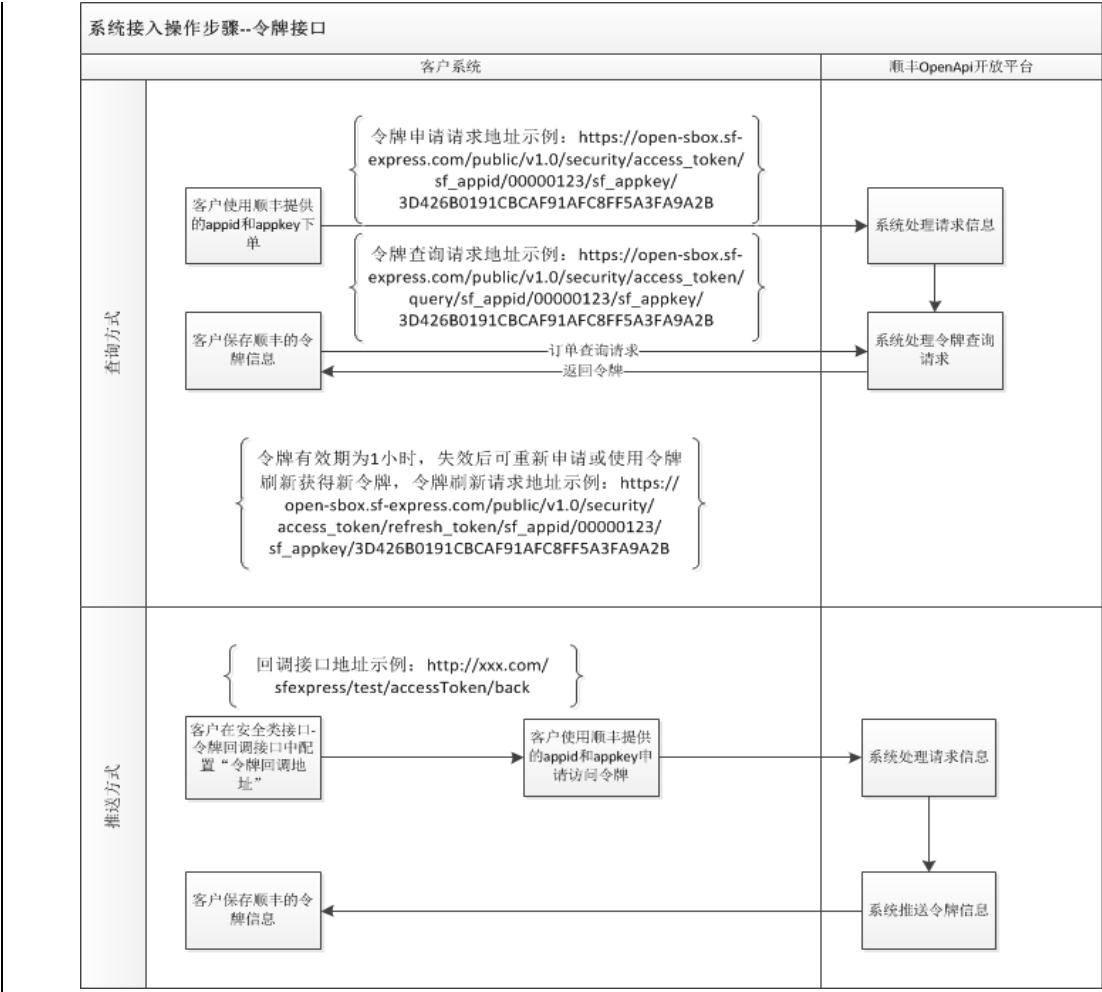 系统接入操作步骤--令牌接口
客户系统
顺丰OpenApi开放平台
查询方式
令牌申请请求地址示例：https://open-sbox.sf-
express.com/public/v1.0/security/access_token/
sf_appid/00000123/sf_appkey/
3D426B0191CBCAF91AFC8FF5A3FA9A2B
客户使用顺丰提供
的appid和appkey下
单
系统处理请求信息
令牌查询请求地址示例：https://open-sbox.sf-
express.com/public/v1.0/security/access_token/
query/sf_appid/00000123/sf_appkey/
3D426B0191CBCAF91AFC8FF5A3FA9A2B
客户保存顺丰的令
牌信息
订单查询请求
返回令牌
系统处理令牌查询
请求
令牌有效期为1小时，失效后可重新申请或使用令牌
刷新获得新令牌，令牌刷新请求地址示例：https://
open-sbox.sf-express.com/public/v1.0/security/
access_token/refresh_token/sf_appid/00000123/
sf_appkey/3D426B0191CBCAF91AFC8FF5A3FA9A2B
推送方式
回调接口地址示例：http://xxx.com/
sfexpress/test/accessToken/back
客户在安全类接口-
令牌回调接口中配
置“令牌回调地
址”
客户使用顺丰提供
的appid和appkey申
请访问令牌
系统处理请求信息
客户保存顺丰的令
牌信息
系统推送令牌信息